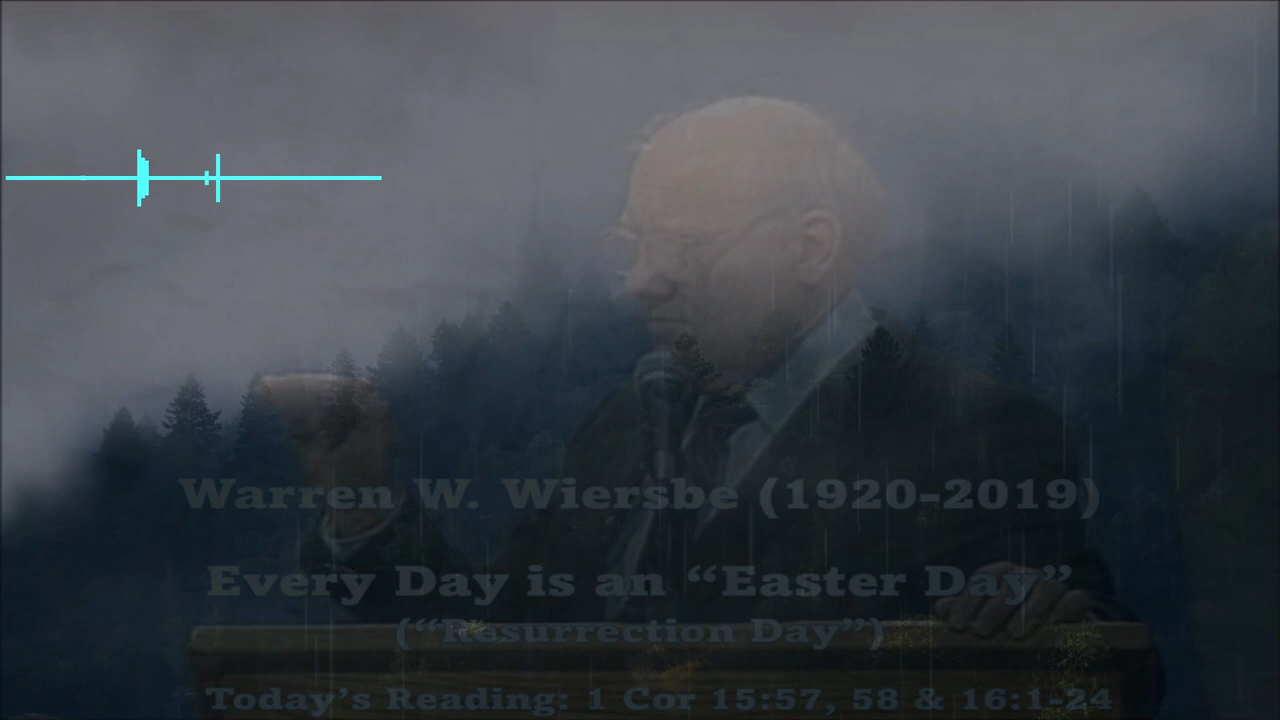 Warren W. Wiersbe (1920-2019)
Every Day is an “Easter Day”
(“Resurrection Day”)
Today’s Reading: 1 Cor 15:57, 58 & 16:1-24